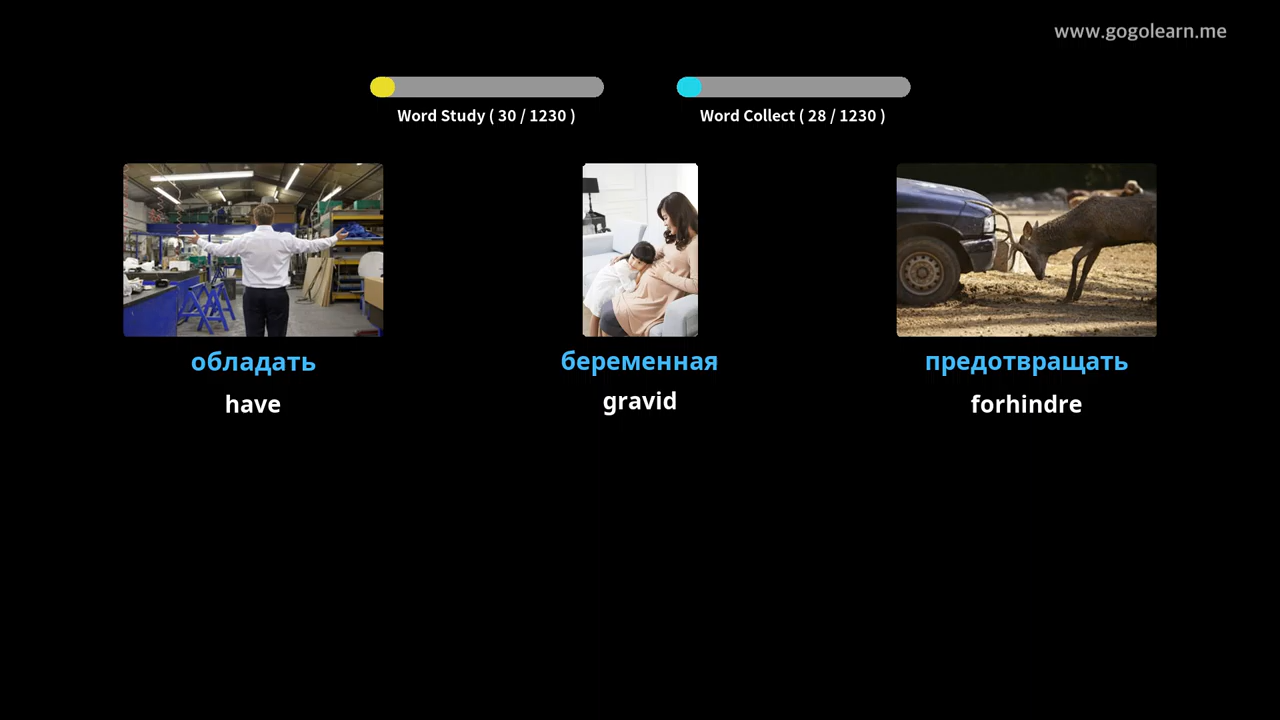 www.gogolearn.me
Word Study ( 30 / 1230 )
Word Collect ( 28 / 1230 )
обладать
беременная
предотвращать
have
gravid
forhindre